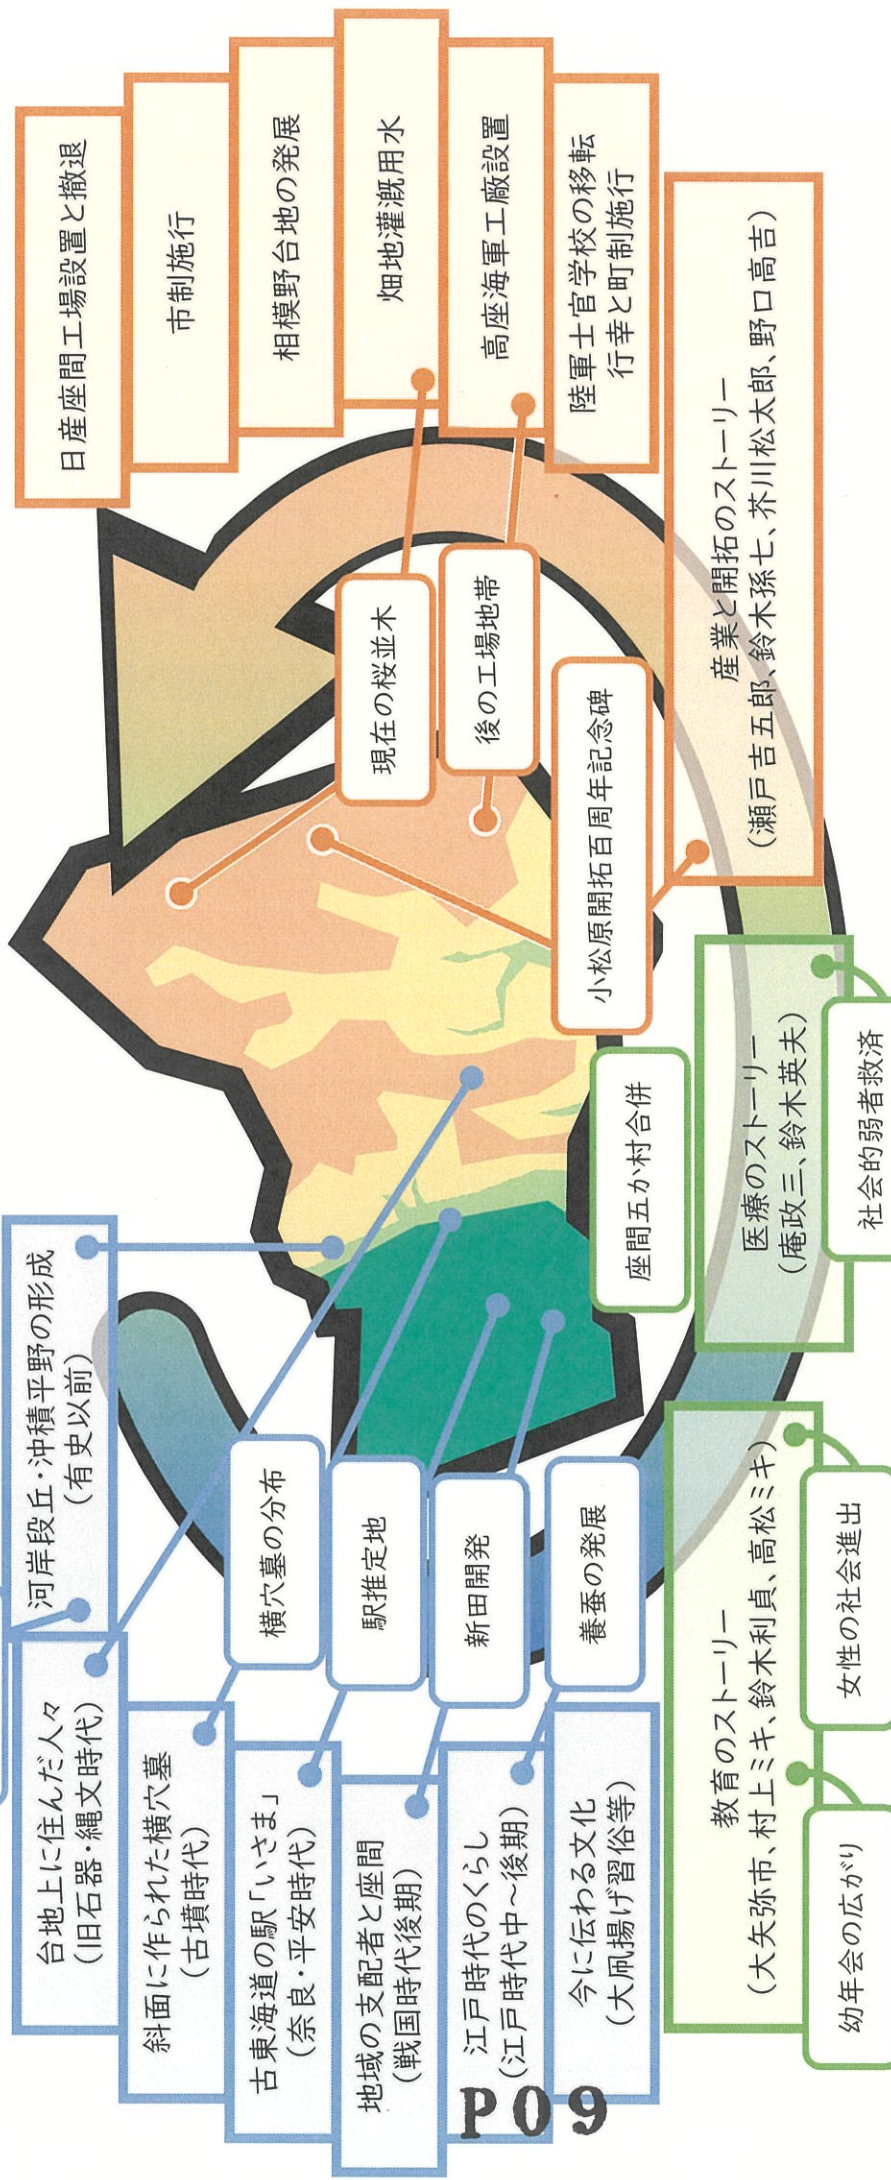 河岸段丘・沖積平野の形成
(有史以前)
台地上に住んだ人々
(旧石器・縄文時代)
斜面に作られた横穴墓
(古墳時代)
古東海道の駅「いさま」
(奈良・平安時代)
地域の支配者と座間
(戦国時代後期)
江戸時代のくらし
(江戸時代中～後期)
今に伝わる文化
(大凧揚げ習俗等)
横穴墓の分布
駅推定地
新田開発
養蚕の発展
教育のストーリー
(大矢弥市、村上ミキ、鈴木利貞、高松ミキ)
幼年会の広がり
女性の社会進出
座間五か村合併
医療のストーリー
(庵政三、鈴木英夫)
社会的弱者救済
産業と開拓のストーリー
(瀬戸吉五郎、鈴木孫七、芥川松太郎、野口高吉)
小松原開拓百周年記念碑
後の工場地帯
現在の桜並木
陸軍士官学校の移転
行幸と町制施行
高座海軍工廠設置
畑地灌漑用水
相模野台地の発展
市制施行
日産座間工場設置と撤退
P09